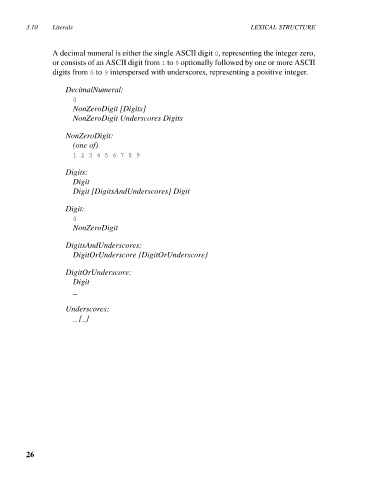 3.10 Literals LEXICAL STRUCTURE
A decimal numeral is either the single ASCII digit 0, representing the integer zero,
or consists of an ASCII digit from 1 to 9 optionally followed by one or more ASCII
digits from 0 to 9 interspersed with underscores, representing a positive integer.
DecimalNumeral:
0
NonZeroDigit [Digits]
NonZeroDigit Underscores Digits
NonZeroDigit:
(one of)
1 2 3 4 5 6 7 8 9
Digits:
Digit
Digit [DigitsAndUnderscores] Digit
Digit:
0
NonZeroDigit
DigitsAndUnderscores:
DigitOrUnderscore {DigitOrUnderscore}
DigitOrUnderscore:
Digit
_
Underscores:
_ {_}
26